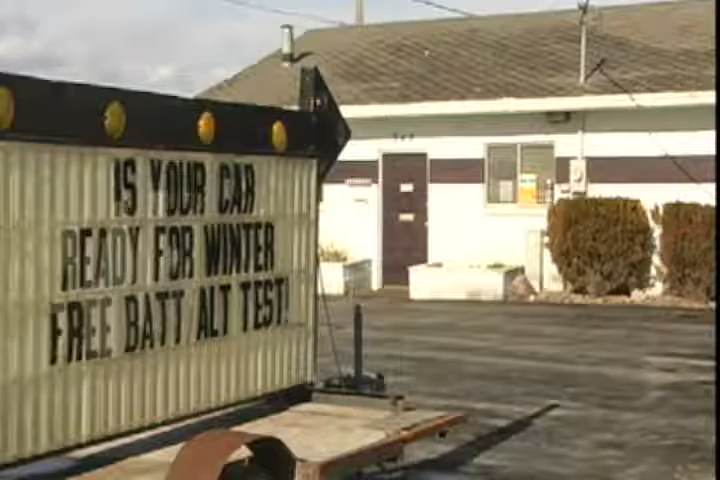 IS YOUR CAR
READY FOR WINTER
FREE BATT ALT TEST!